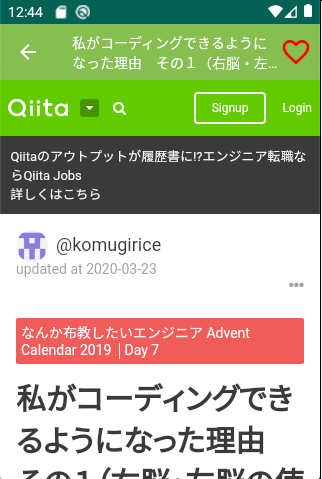 12:44
私がコーディングできるように
なった理由　その１（右脳・左…
Qiita
Signup
Login
Qiitaのアウトプットが履歴書に!?エンジニア転職な
らQiita Jobs
詳しくはこちら
@komugirice
updated at 2020-03-23
なんか布教したいエンジニア Advent
Calendar 2019 ｜Day 7
私がコーディングでき
るようになった理由
その１（右脳・左脳の使